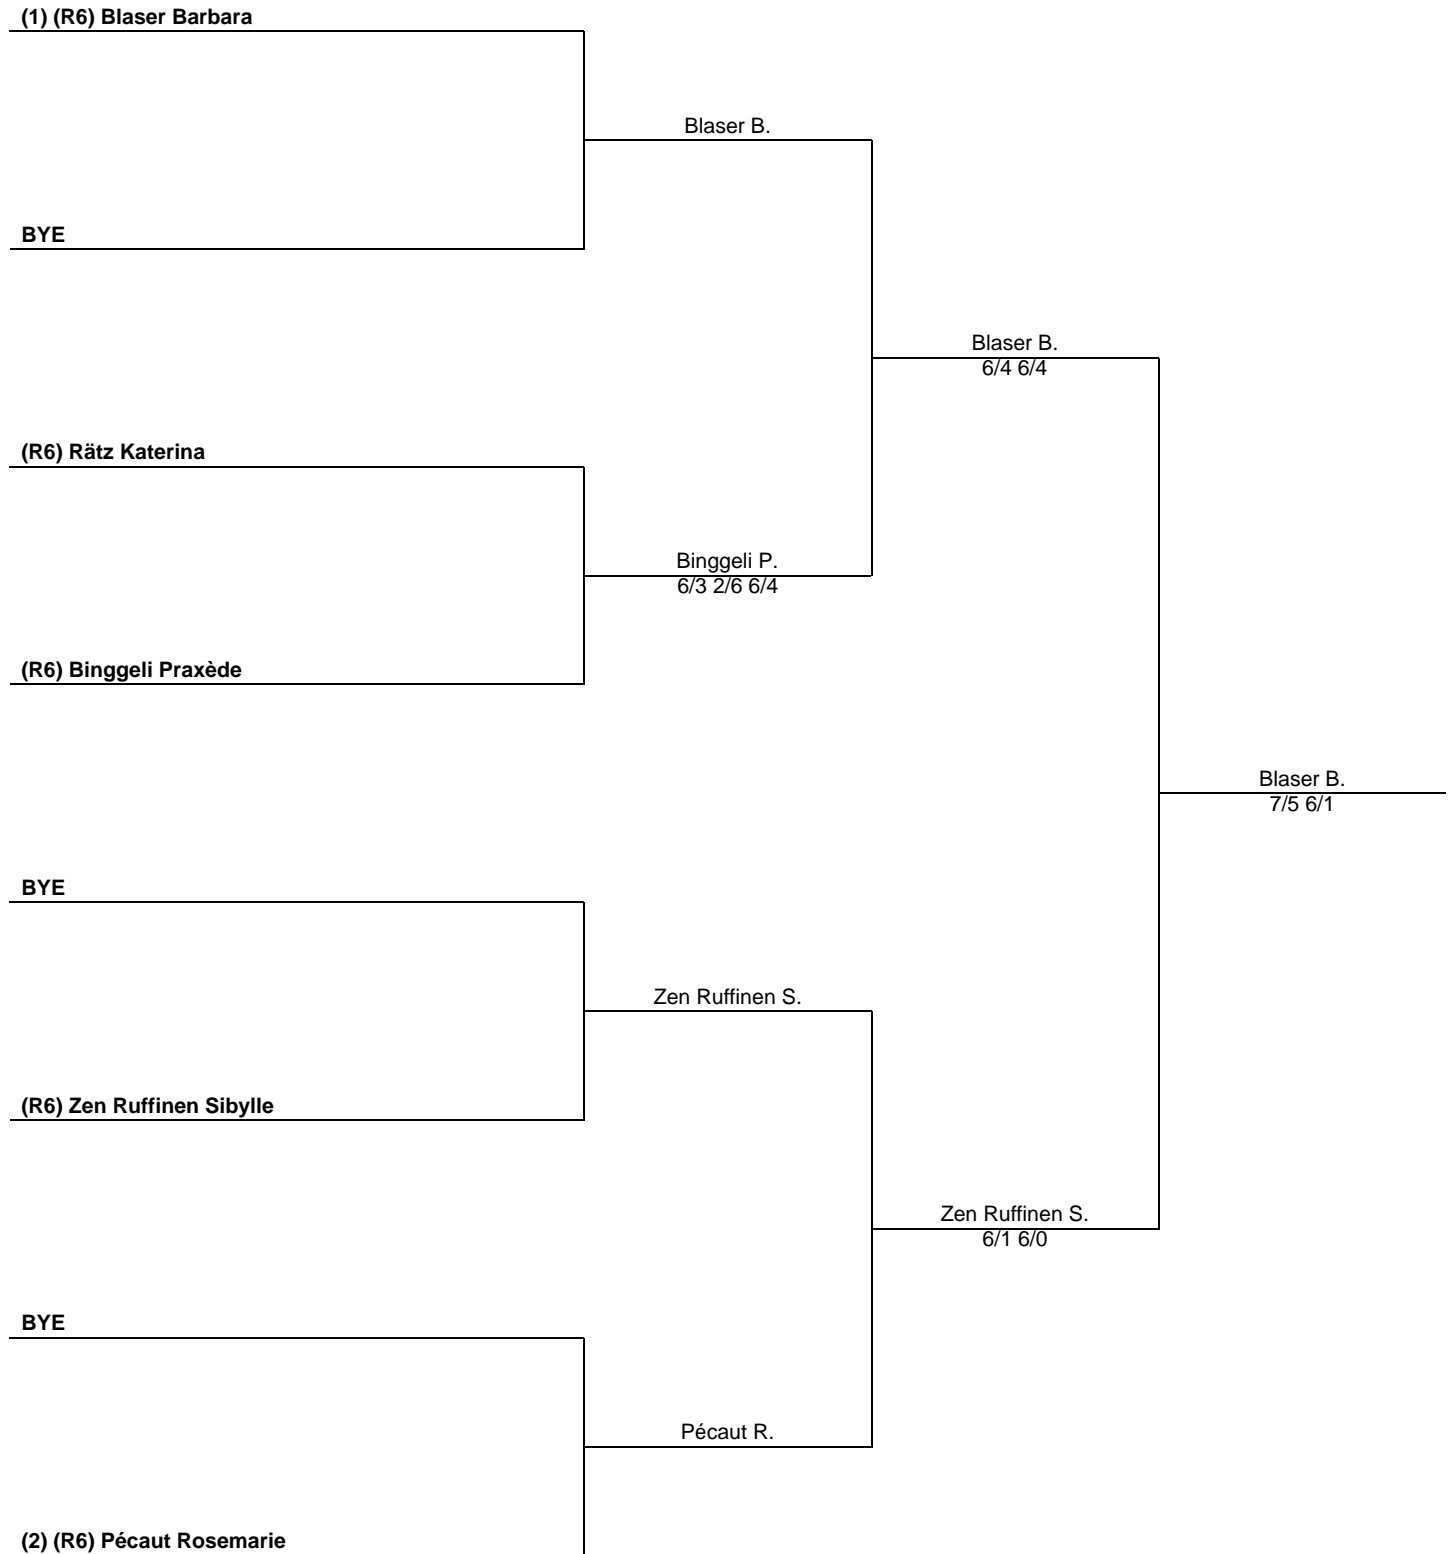 (1) (R6) Blaser Barbara
Blaser B.
BYE
Blaser B.
6/4 6/4
(R6) Rätz Katerina
Binggeli P.
6/3 2/6 6/4
(R6) Binggeli Praxède
Blaser B.
7/5 6/1
BYE
Zen Ruffinen S.
(R6) Zen Ruffinen Sibylle
Zen Ruffinen S.
6/1 6/0
BYE
Pécaut R.
(2) (R6) Pécaut Rosemarie